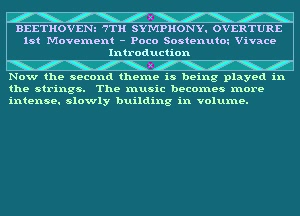 BEETHOVEN: 7TH SYMPHONY, OVERTURE
1st Movement - Poco Sostenuto; Vivace
Introduction
Now the second theme is being played in
the strings. The music becomes more
intense, slowly building in volume.